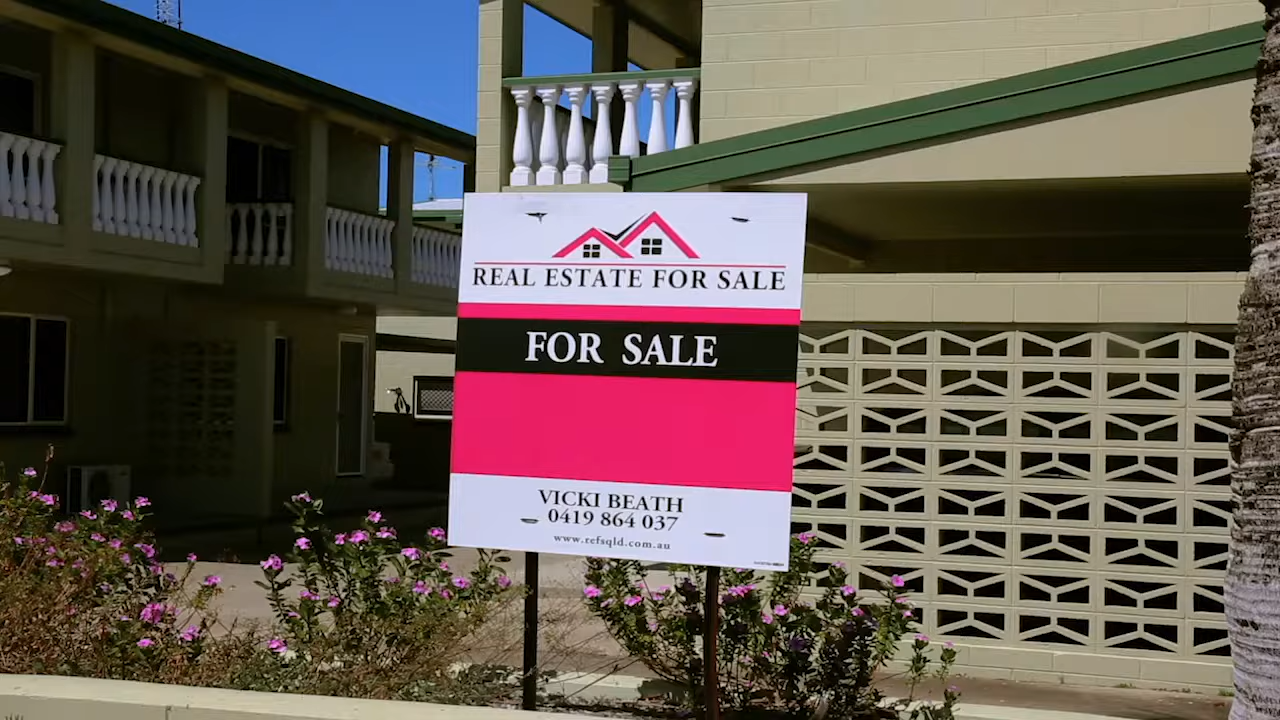 REAL ESTATE FOR SALE
FOR SALE
VICKI BEATH
0419 864 037
www.refsqld.com.au